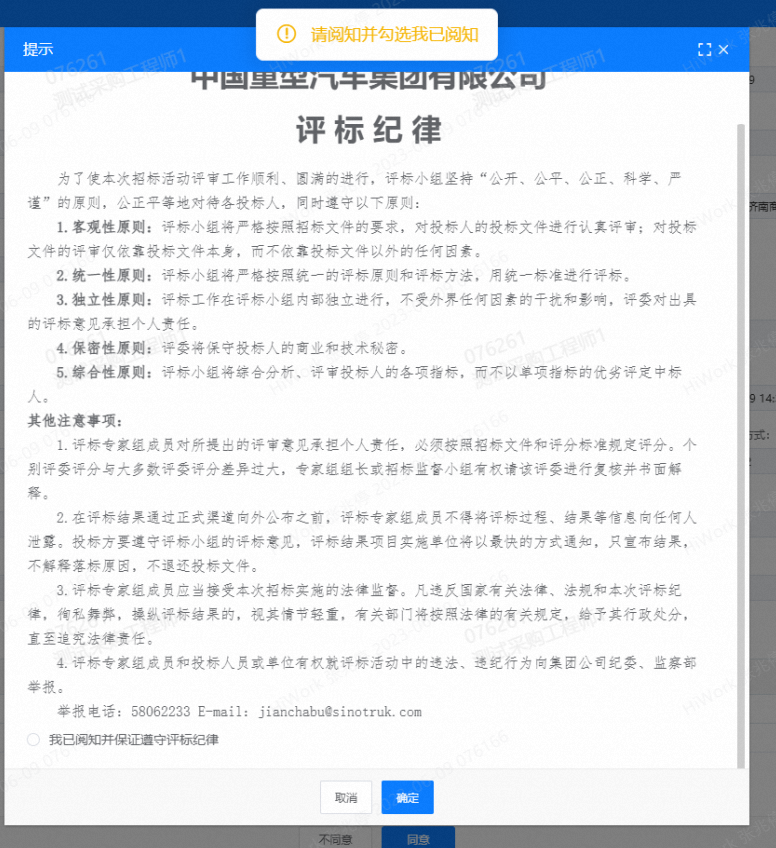 请阅知并勾选我已阅知
提示
中国重型汽车集团有限公司
评标纪律
为了使本次招标活动评审工作顺利、圆满的进行，评标小组坚持“公开、公平、公正、科学、严
谨”的原则，公正平等地对待各投标人，同时遵守以下原则：
1.客观性原则：评标小组将严格按照招标文件的要求，对投标人的投标文件进行认真评审；对投标
文件的评审仅依靠投标文件本身，而不依靠投标文件以外的任何因素。
2.统一性原则：评标小组将严格按照统一的评标原则和评标方法，用统一标准进行评标。
3.独立性原则：评标工作在评标小组内部独立进行，不受外界任何因素的干扰和影响，评委对出具
的评标意见承担个人责任。
4.保密性原则：评委将保守投标人的商业和技术秘密。
5.综合性原则：评标小组将综合分析、评审投标人的各项指标，而不以单项指标的优劣评定中标
人。
其他注意事项：
1.评标专家组成员对所提出的评审意见承担个人责任，必须按照招标文件和评分标准规定评分。个
别评委评分与大多数评委评分差异过大，专家组组长或招标监督小组有权请该评委进行复核并书面解
释。
2.在评标结果通过正式渠道向外公布之前，评标专家组成员不得将评标过程、结果等信息向任何人
泄露。投标方要遵守评标小组的评标意见，评标结果项目实施单位将以最快的方式通知，只宣布结果，
不解释落标原因，不退还投标文件。
3.评标专家组成员应当接受本次招标实施的法律监督。凡违反国家有关法律、法规和本次评标纪
律，徇私舞弊，操纵评标结果的，视其情节轻重，有关部门将按照法律的有关规定，给予其行政处分，
直至追究法律责任。
4.评标专家组成员和投标人员或单位有权就评标活动中的违法、违纪行为向集团公司纪委、监察部
举报。
举报电话：58062233 E-mail：jianchabu@sinotruk.com
我已阅知并保证遵守评标纪律
取消
确定
不同意
同意
076261
测试采购工程师1